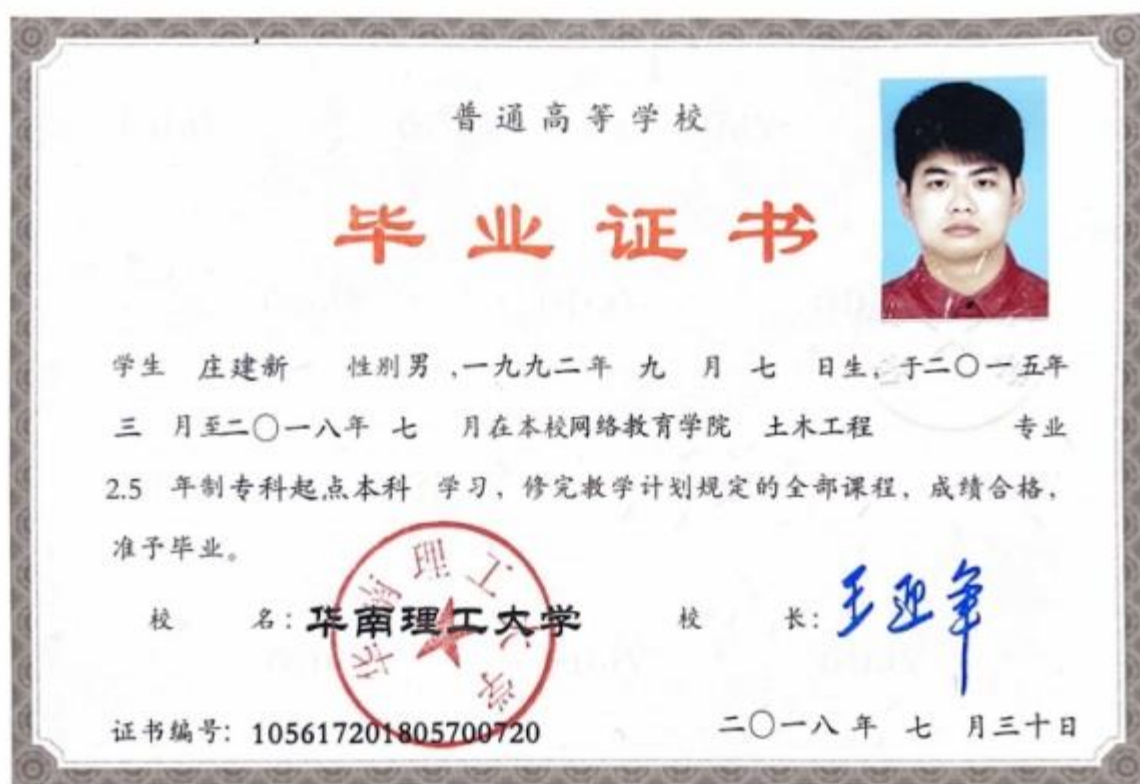 普通高等学校
毕业证书
学生 庄建新 性别 男 ,一九九二年 九 月 七 日生, 于二〇一五年
三 月至二〇一八年 七 月在本校网络教育学院 土木工程 专业
2.5 年制专科起点本科 学习, 修完教学计划规定的全部课程, 成绩合格,
准予毕业。
校 名: 华南理工大学 校 长: 王迎军
华南理工大学
证书编号: 105617201805700720 二〇一八 年 七 月三十日